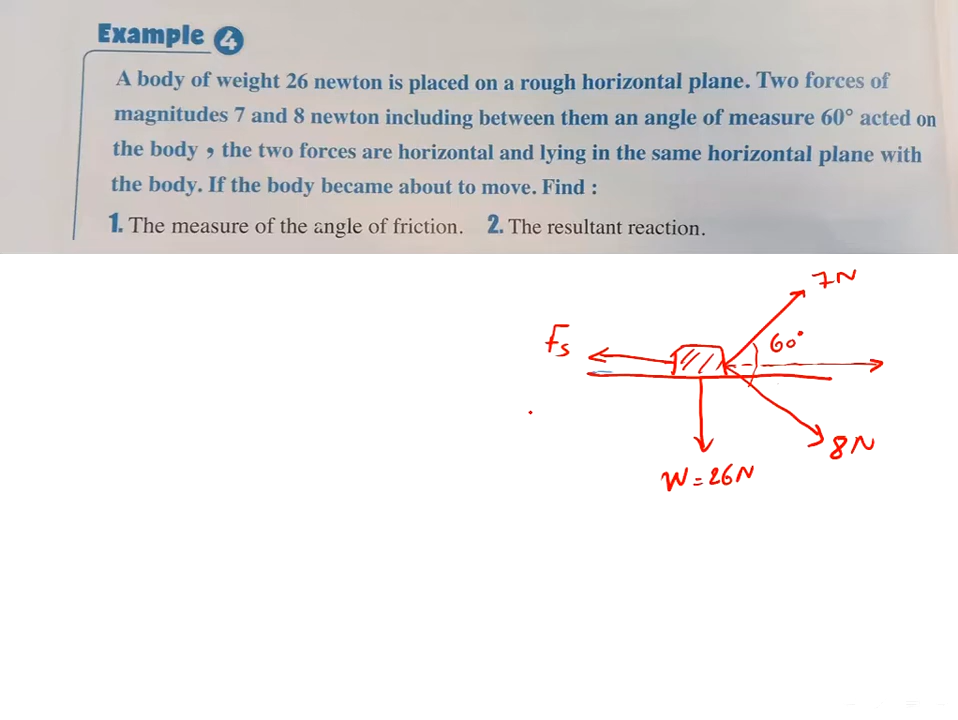 Example 4
A body of weight 26 newton is placed on a rough horizontal plane. Two forces of
magnitudes 7 and 8 newton including between them an angle of measure 60° acted on
the body , the two forces are horizontal and lying in the same horizontal plane with
the body. If the body became about to move. Find :
1. The measure of the angle of friction. 2. The resultant reaction.
7N
Fs
60°
8N
W=26N